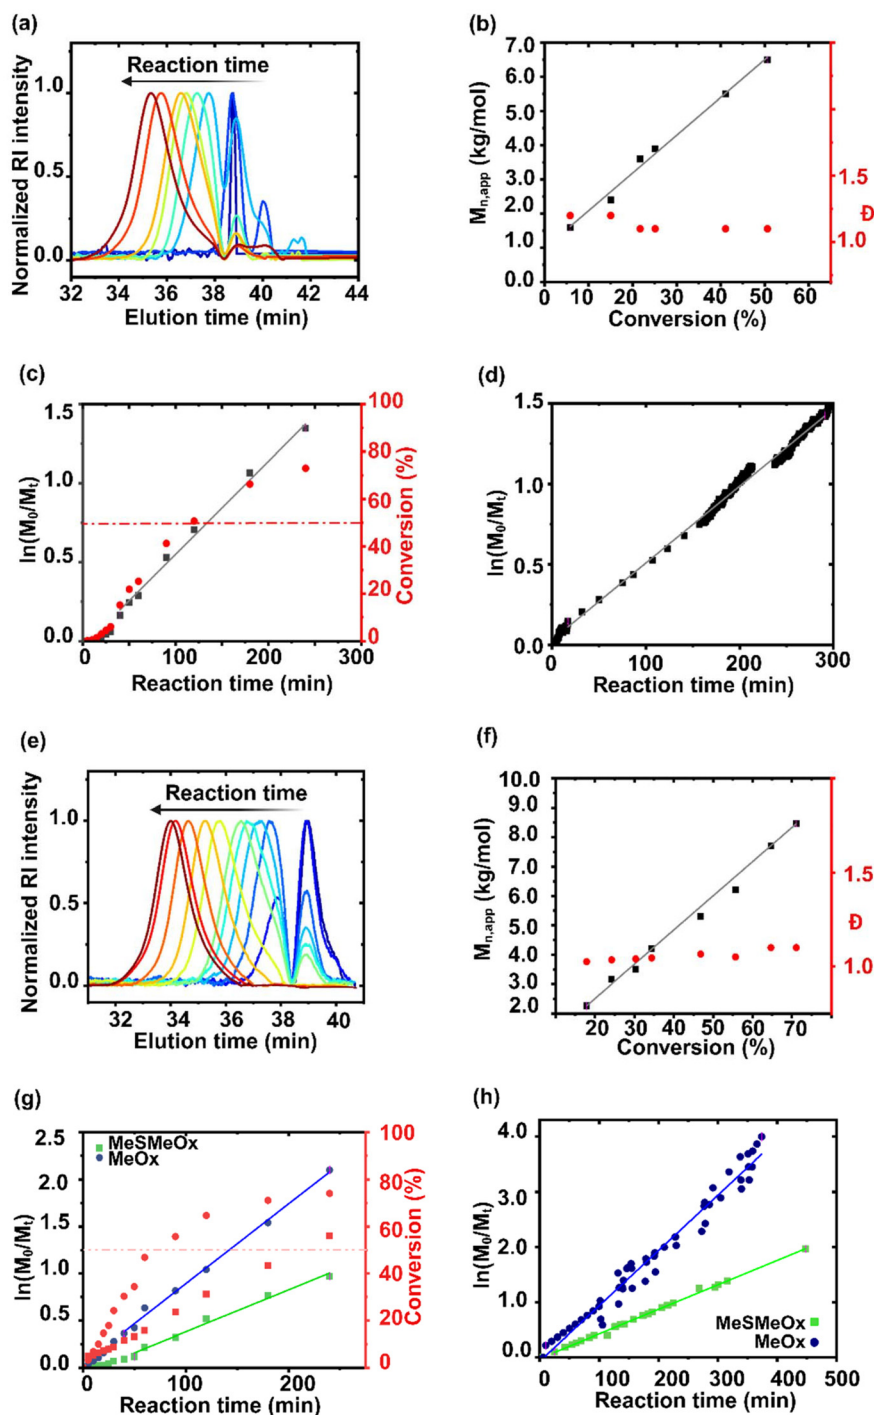 (a)
Normalized RI intensity
1.0
0.5
0.0
Reaction time
32 34 36 38 40 42 44
Elution time (min)
(b)
Mn,app (kg/mol)
7.0
6.0
5.0
4.0
3.0
2.0
1.0
0.0
1.5
1.0
Đ
0 10 20 30 40 50 60
Conversion (%)
(c)
ln(M0/Mt)
1.5
1.0
0.5
0.0
100
80
60
40
20
0
Conversion (%)
0 100 200 300
Reaction time (min)
(d)
ln(M0/Mt)
1.5
1.0
0.5
0.0
0 100 200 300
Reaction time (min)
(e)
Normalized RI intensity
1.0
0.5
0.0
Reaction time
32 34 36 38 40
Elution time (min)
(f)
Mn,app (kg/mol)
10.0
9.0
8.0
7.0
6.0
5.0
4.0
3.0
2.0
1.5
1.0
Đ
20 30 40 50 60 70
Conversion (%)
(g)
ln(M0/Mt)
2.5
2.0
1.5
1.0
0.5
0.0
MeSMeOx
MeOx
100
80
60
40
20
0
Conversion (%)
0 100 200
Reaction time (min)
(h)
ln(M0/Mt)
4.0
3.0
2.0
1.0
0.0
MeSMeOx
MeOx
0 100 200 300 400 500
Reaction time (min)